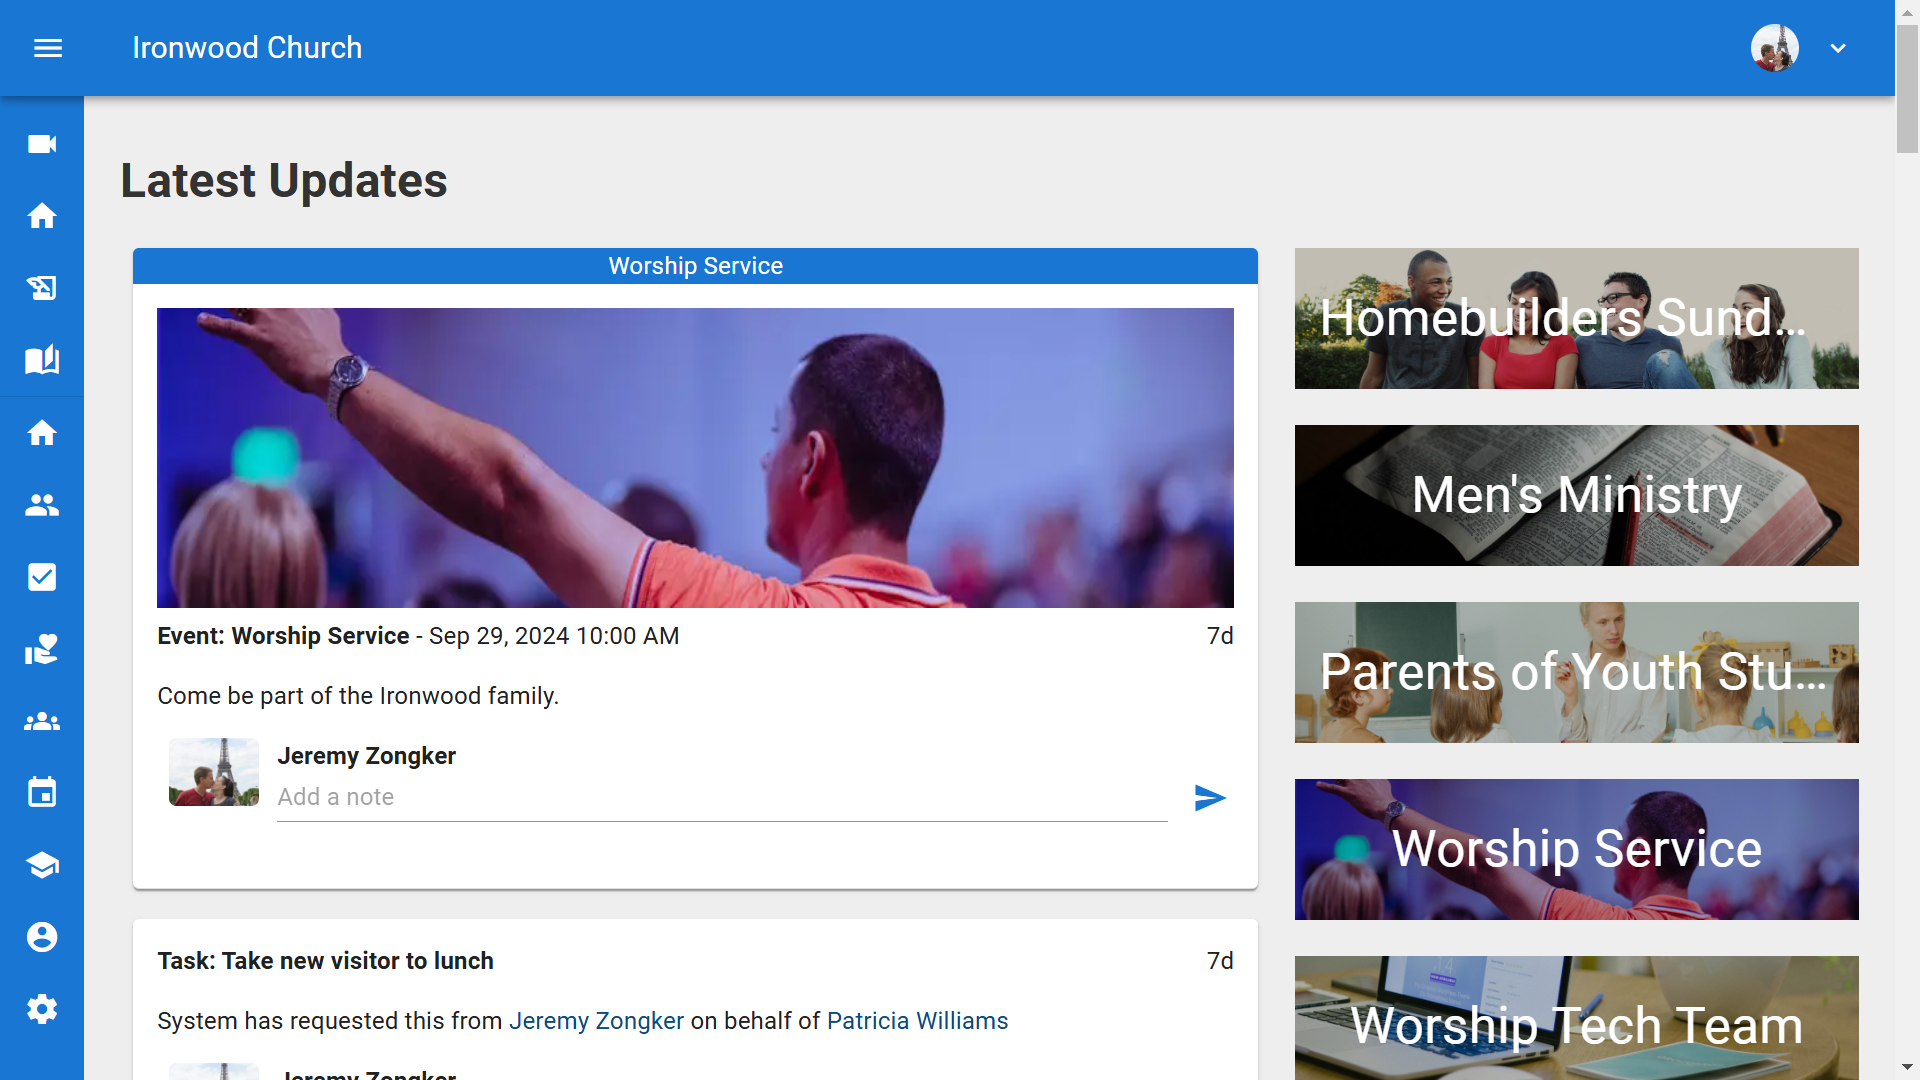 Ironwood Church
Latest Updates
Worship Service
Event: Worship Service - Sep 29, 2024 10:00 AM
7d
Come be part of the Ironwood family.
Jeremy Zongker
Add a note
Task: Take new visitor to lunch
7d
System has requested this from Jeremy Zongker on behalf of Patricia Williams
Jeremy Zongker
Homebuilders Sund...
Men's Ministry
Parents of Youth Stu...
Worship Service
Worship Tech Team